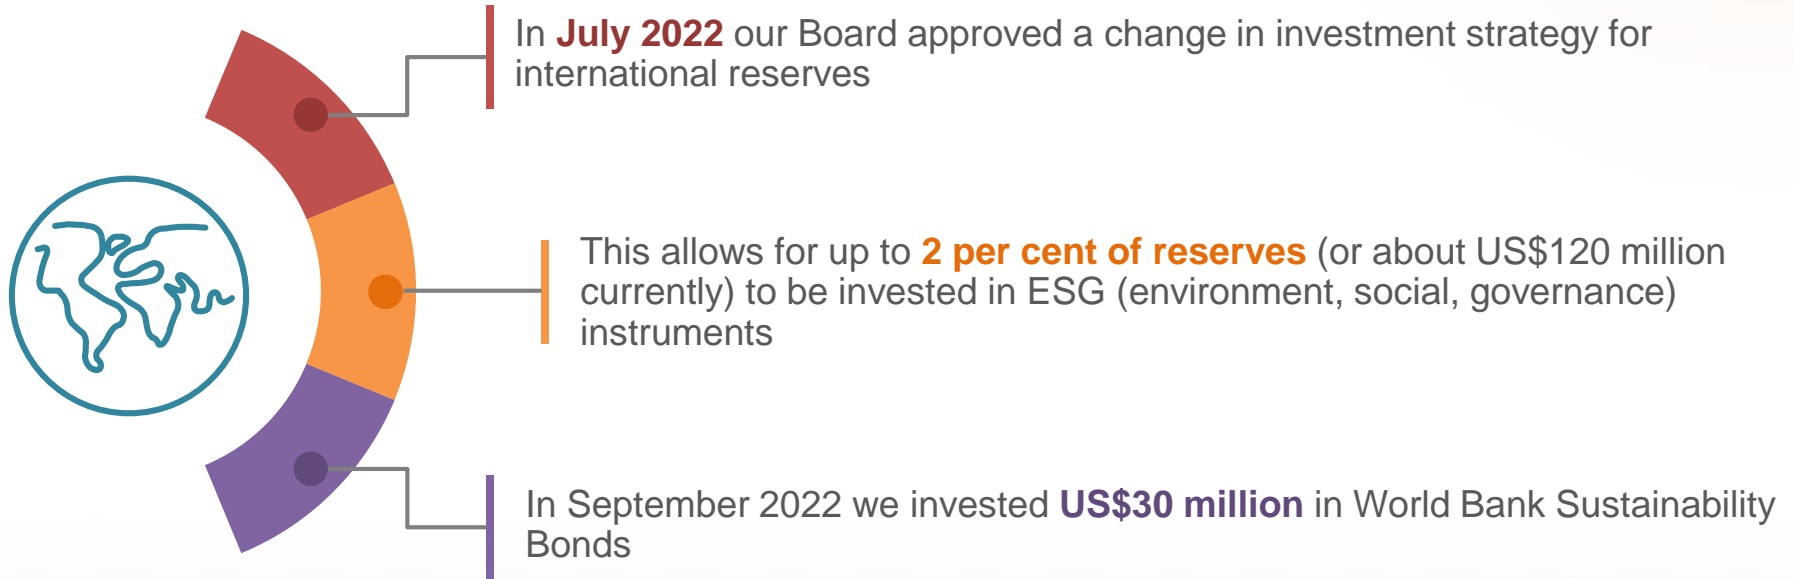 In July 2022 our Board approved a change in investment strategy for
international reserves
This allows for up to 2 per cent of reserves (or about US$120 million
currently) to be invested in ESG (environment, social, governance)
instruments
In September 2022 we invested US$30 million in World Bank Sustainability
Bonds